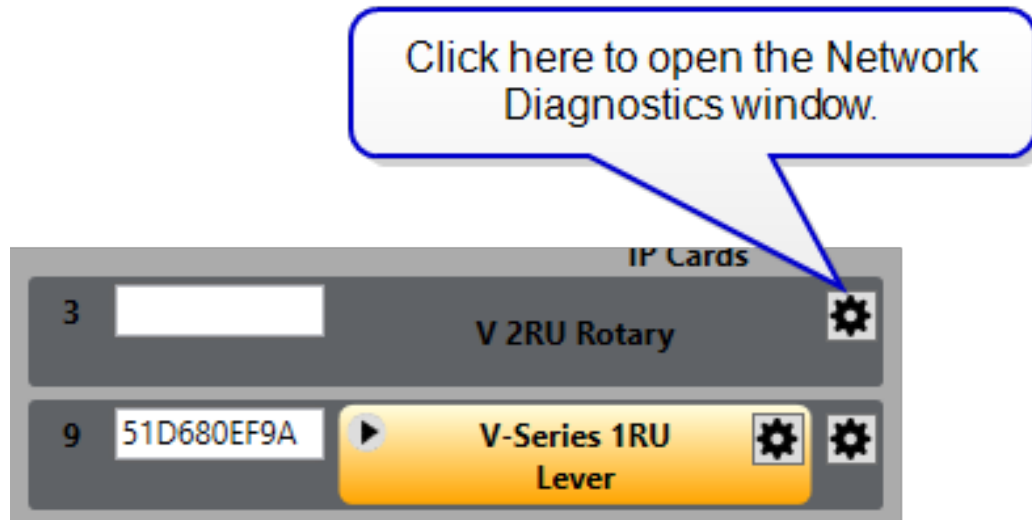 Click here to open the Network
Diagnostics window.
IP Cards
3
V 2RU Rotary
9 51D680EF9A V-Series 1RU
Lever